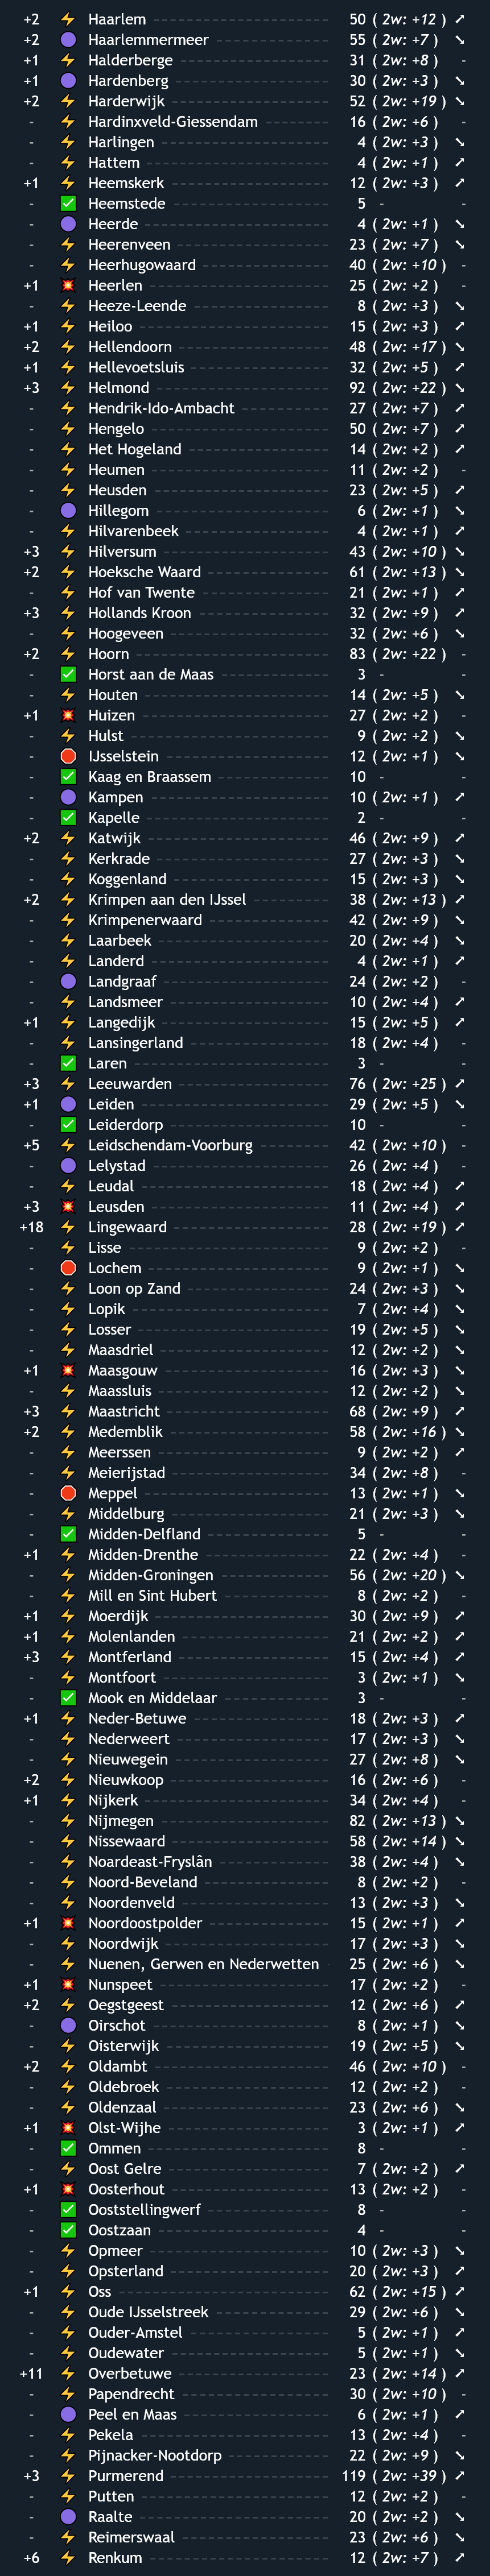 +2 Haarlem 50 ( 2w: +12 )
+2 Haarlemmermeer 55 ( 2w: +7 )
+1 Halderberge 31 ( 2w: +8 ) -
+1 Hardenberg 30 ( 2w: +3 )
+2 Harderwijk 52 ( 2w: +19 )
- Hardinxveld-Giessendam 16 ( 2w: +6 ) -
- Harlingen 4 ( 2w: +3 )
- Hattem 4 ( 2w: +1 )
+1 Heemskerk 12 ( 2w: +3 )
- Heemstede 5 - -
- Heerde 4 ( 2w: +1 )
- Heerenveen 23 ( 2w: +7 )
- Heerhugowaard 40 ( 2w: +10 ) -
+1 Heerlen 25 ( 2w: +2 ) -
- Heeze-Leende 8 ( 2w: +3 )
+1 Heiloo 15 ( 2w: +3 )
+2 Hellendoorn 48 ( 2w: +17 )
+1 Hellevoetsluis 32 ( 2w: +5 )
+3 Helmond 92 ( 2w: +22 )
- Hendrik-Ido-Ambacht 27 ( 2w: +7 )
- Hengelo 50 ( 2w: +7 )
- Het Hogeland 14 ( 2w: +2 )
- Heumen 11 ( 2w: +2 ) -
- Heusden 23 ( 2w: +5 )
- Hillegom 6 ( 2w: +1 )
- Hilvarenbeek 4 ( 2w: +1 )
+3 Hilversum 43 ( 2w: +10 )
+2 Hoeksche Waard 61 ( 2w: +13 )
- Hof van Twente 21 ( 2w: +1 )
+3 Hollands Kroon 32 ( 2w: +9 )
- Hoogeveen 32 ( 2w: +6 )
+2 Hoorn 83 ( 2w: +22 ) -
- Horst aan de Maas 3 - -
- Houten 14 ( 2w: +5 )
+1 Huizen 27 ( 2w: +2 ) -
- Hulst 9 ( 2w: +2 )
- IJsselstein 12 ( 2w: +1 )
- Kaag en Braassem 10 - -
- Kampen 10 ( 2w: +1 )
- Kapelle 2 - -
+2 Katwijk 46 ( 2w: +9 )
- Kerkrade 27 ( 2w: +3 )
- Koggenland 15 ( 2w: +3 )
+2 Krimpen aan den IJssel 38 ( 2w: +13 )
- Krimpenerwaard 42 ( 2w: +9 )
- Laarbeek 20 ( 2w: +4 )
- Landerd 4 ( 2w: +1 )
- Landgraaf 24 ( 2w: +2 ) -
- Landsmeer 10 ( 2w: +4 )
+1 Langedijk 15 ( 2w: +5 )
- Lansingerland 18 ( 2w: +4 ) -
- Laren 3 - -
+3 Leeuwarden 76 ( 2w: +25 )
+1 Leiden 29 ( 2w: +5 )
- Leiderdorp 10 - -
+5 Leidschendam-Voorburg 42 ( 2w: +10 ) -
- Lelystad 26 ( 2w: +4 ) -
- Leudal 18 ( 2w: +4 )
+3 Leusden 11 ( 2w: +4 )
+18 Lingewaard 28 ( 2w: +19 )
- Lisse 9 ( 2w: +2 ) -
- Lochem 9 ( 2w: +1 )
- Loon op Zand 24 ( 2w: +3 )
- Lopik 7 ( 2w: +4 )
- Losser 19 ( 2w: +5 )
- Maasdriel 12 ( 2w: +2 ) -
+1 Maasgouw 16 ( 2w: +3 )
- Maassluis 12 ( 2w: +2 )
+3 Maastricht 68 ( 2w: +9 )
+2 Medemblik 58 ( 2w: +16 )
- Meerssen 9 ( 2w: +2 )
- Meierijstad 34 ( 2w: +8 ) -
- Meppel 13 ( 2w: +1 )
- Middelburg 21 ( 2w: +3 )
- Midden-Delfland 5 - -
+1 Midden-Drenthe 22 ( 2w: +4 ) -
- Midden-Groningen 56 ( 2w: +20 )
- Mill en Sint Hubert 8 ( 2w: +2 ) -
+1 Moerdijk 30 ( 2w: +9 )
+1 Molenlanden 21 ( 2w: +2 )
+3 Montferland 15 ( 2w: +4 )
- Montfoort 3 ( 2w: +1 )
- Mook en Middelaar 3 - -
+1 Neder-Betuwe 18 ( 2w: +3 )
- Nederweert 17 ( 2w: +3 )
- Nieuwegein 27 ( 2w: +8 )
+2 Nieuwkoop 16 ( 2w: +6 ) -
+1 Nijkerk 34 ( 2w: +4 ) -
- Nijmegen 82 ( 2w: +13 )
- Nissewaard 58 ( 2w: +14 )
- Noardeast-Fryslân 38 ( 2w: +4 )
- Noord-Beveland 8 ( 2w: +2 ) -
- Noordenveld 13 ( 2w: +3 )
+1 Noordoostpolder 15 ( 2w: +1 )
- Noordwijk 17 ( 2w: +3 )
- Nuenen, Gerwen en Nederwetten 25 ( 2w: +6 )
+1 Nunspeet 17 ( 2w: +2 ) -
+2 Oegstgeest 12 ( 2w: +6 )
- Oirschot 8 ( 2w: +1 )
- Oisterwijk 19 ( 2w: +5 )
+2 Oldambt 46 ( 2w: +10 ) -
- Oldebroek 12 ( 2w: +2 ) -
- Oldenzaal 23 ( 2w: +6 )
+1 Olst-Wijhe 3 ( 2w: +1 )
- Ommen 8 - -
- Oost Gelre 7 ( 2w: +2 )
+1 Oosterhout 13 ( 2w: +2 ) -
- Ooststellingwerf 8 - -
- Oostzaan 4 - -
- Opmeer 10 ( 2w: +3 )
- Opsterland 20 ( 2w: +3 )
+1 Oss 62 ( 2w: +15 )
- Oude IJsselstreek 29 ( 2w: +6 )
- Ouder-Amstel 5 ( 2w: +1 )
- Oudewater 5 ( 2w: +1 )
+11 Overbetuwe 23 ( 2w: +14 )
- Papendrecht 30 ( 2w: +10 ) -
- Peel en Maas 6 ( 2w: +1 )
- Pekela 13 ( 2w: +4 ) -
- Pijnacker-Nootdorp 22 ( 2w: +9 )
+3 Purmerend 119 ( 2w: +39 )
- Putten 12 ( 2w: +2 ) -
- Raalte 20 ( 2w: +2 )
- Reimerswaal 23 ( 2w: +6 )
+6 Renkum 12 ( 2w: +7 )